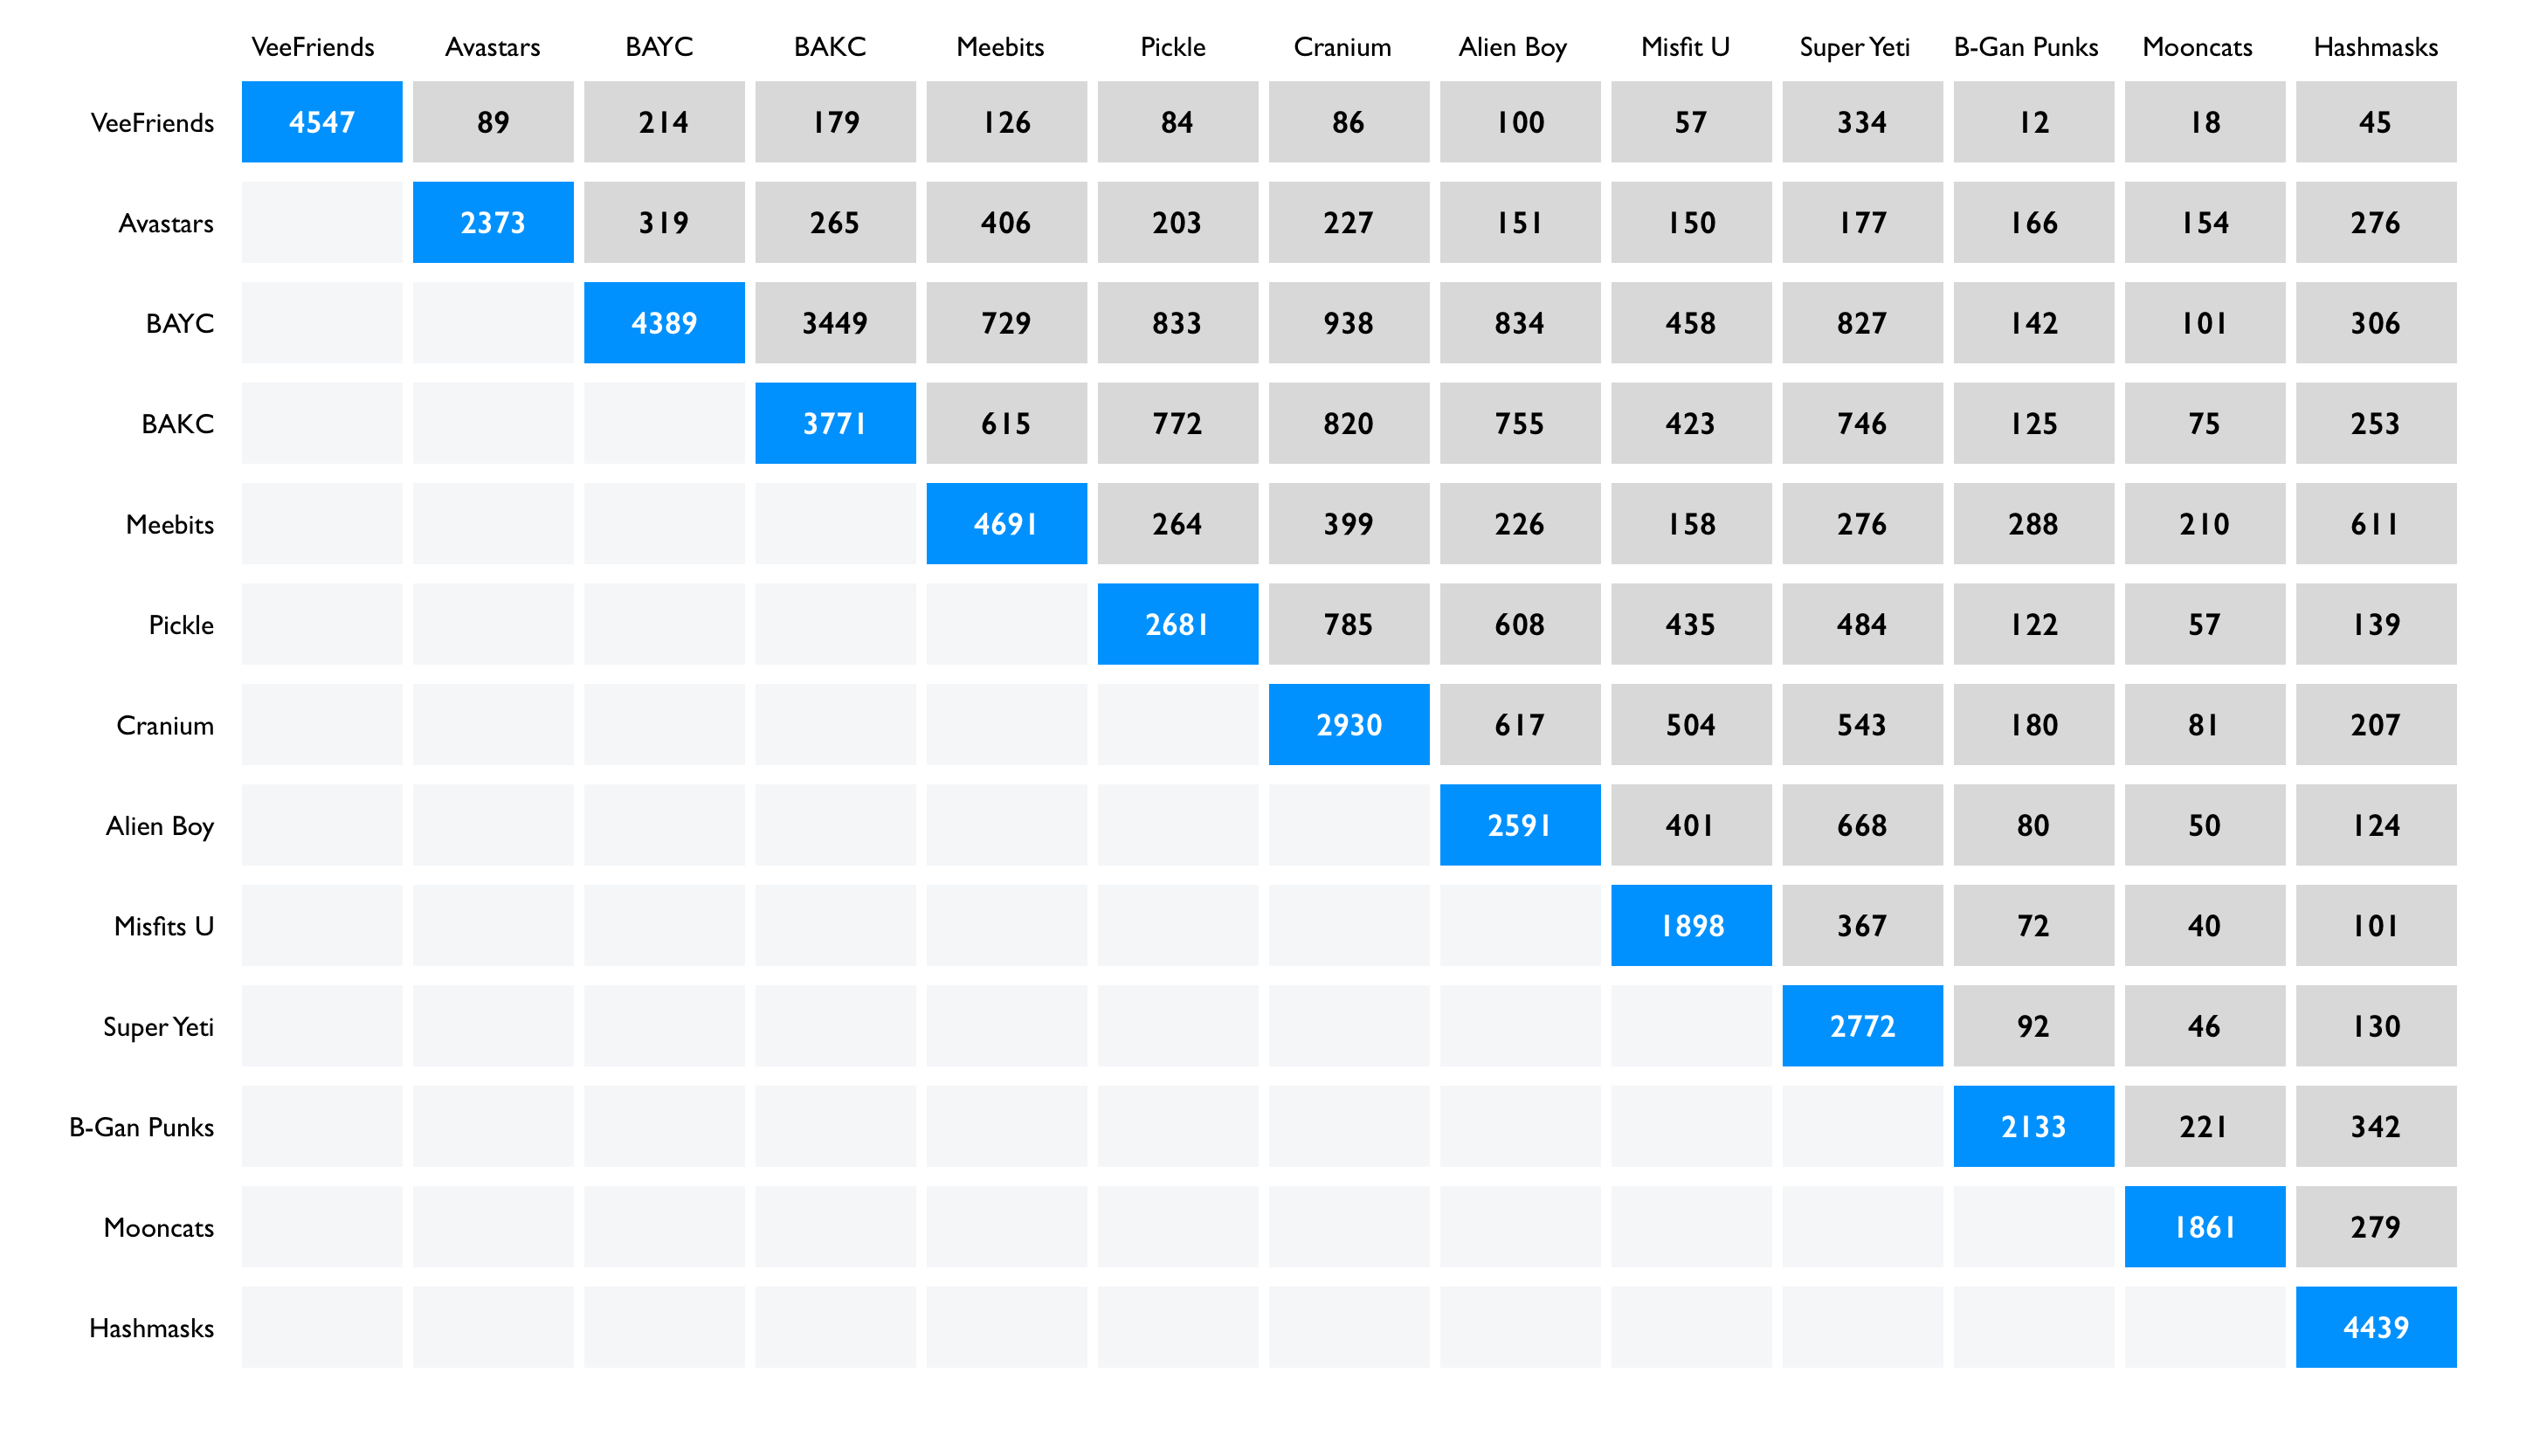 VeeFriends Avastars BAYC BAKC Meebits Pickle Cranium Alien Boy Misfit U Super Yeti B-Gan Punks Mooncats Hashmasks
VeeFriends 4547 89 214 179 126 84 86 100 57 334 12 18 45
Avastars 2373 319 265 406 203 227 151 150 177 166 154 276
BAYC 4389 3449 729 833 938 834 458 827 142 101 306
BAKC 3771 615 772 820 755 423 746 125 75 253
Meebits 4691 264 399 226 158 276 288 210 611
Pickle 2681 785 608 435 484 122 57 139
Cranium 2930 617 504 543 180 81 207
Alien Boy 2591 401 668 80 50 124
Misfits U 1898 367 72 40 101
Super Yeti 2772 92 46 130
B-Gan Punks 2133 221 342
Mooncats 1861 279
Hashmasks 4439